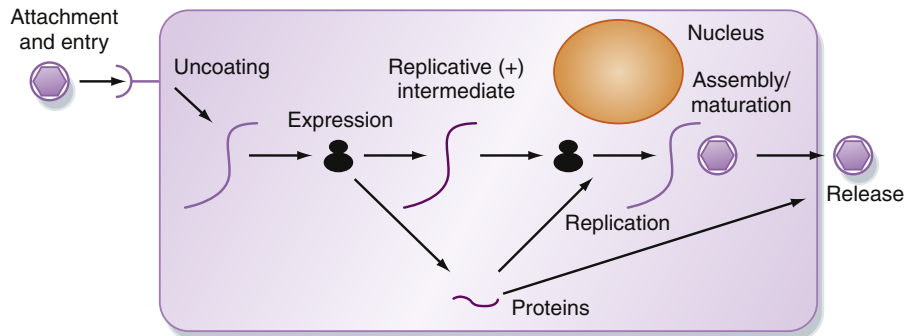 Attachment
and entry
Uncoating
Expression
Replicative (+)
intermediate
Nucleus
Assembly/
maturation
Replication
Release
Proteins